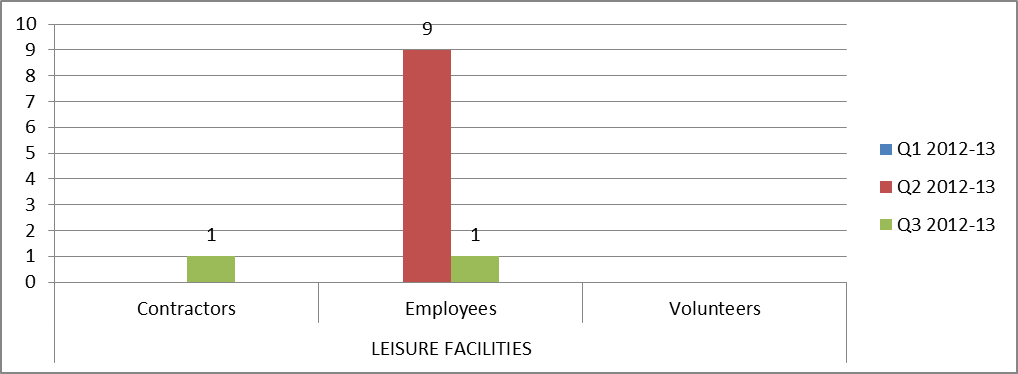 10
9
8
7
6
5
4
3
2
1
0
1
9
1
Contractors
Employees
Volunteers
LEISURE FACILITIES
Q1 2012-13
Q2 2012-13
Q3 2012-13